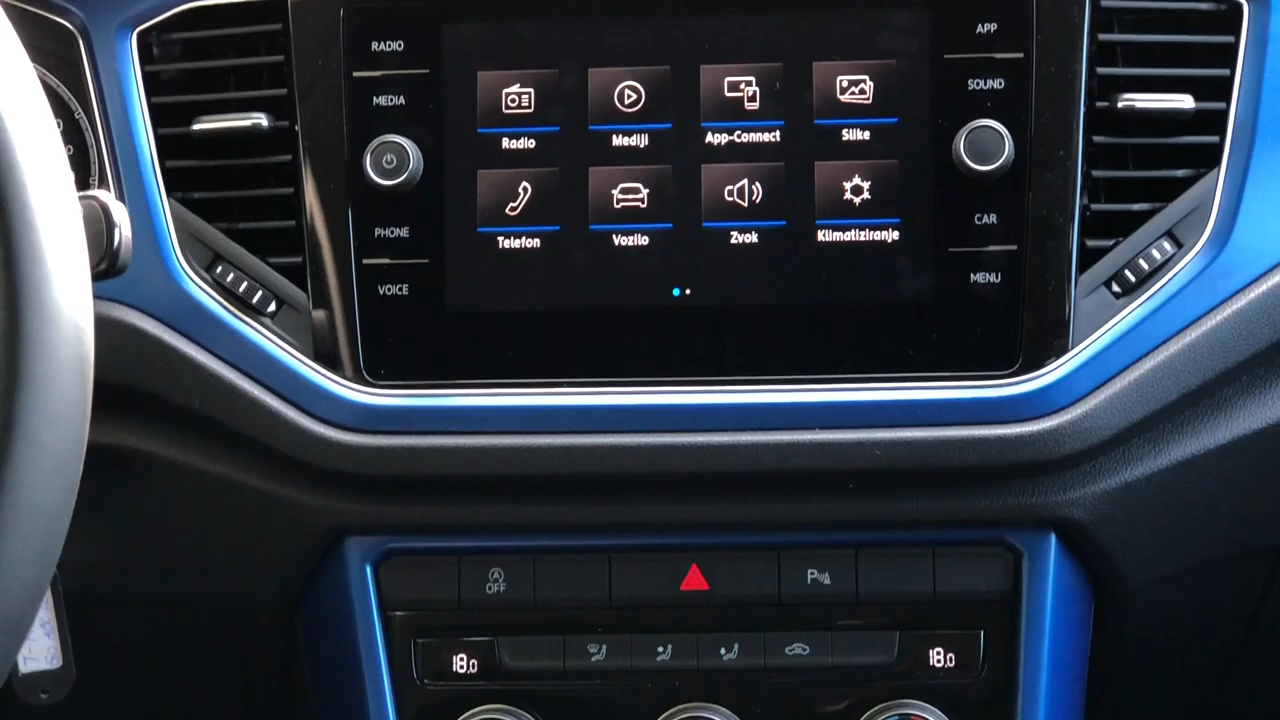 RADIO
MEDIA
PHONE
VOICE
Radio
Mediji
App-Connect
Slike
Telefon
Vozilo
Zvok
Klimatiziranje
APP
SOUND
CAR
MENU
A
OFF
P
18.0
18.0